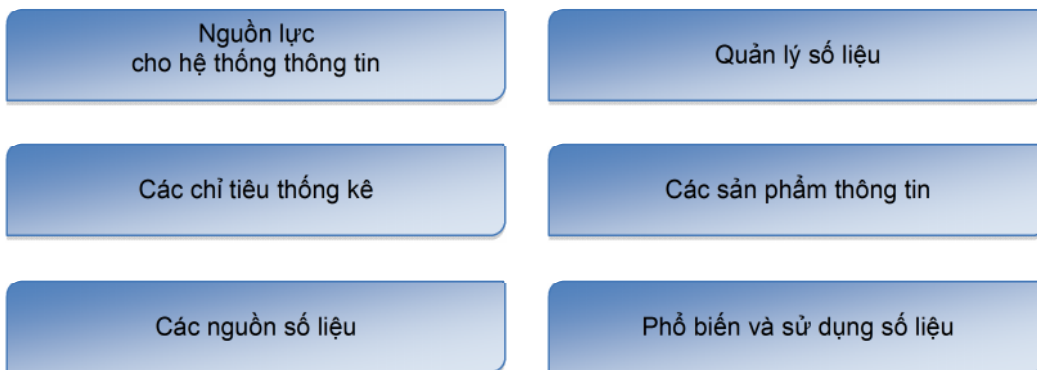 Nguồn lực
cho hệ thống thông tin
Quản lý số liệu
Các chỉ tiêu thống kê
Các sản phẩm thông tin
Các nguồn số liệu
Phổ biến và sử dụng số liệu